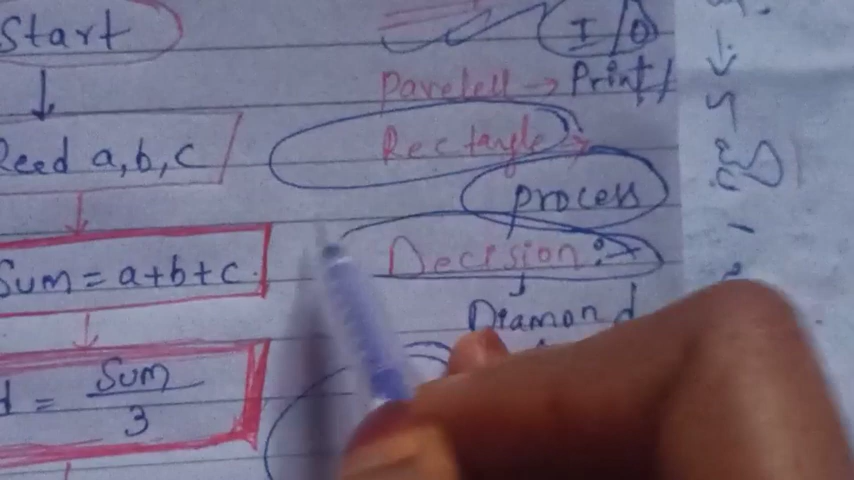 Start
I/O
Parelell → Print/
Reed a,b,c
Rectangle →
process
Sum = a+b+c.
Decision :→
Diamond
d = Sum
3